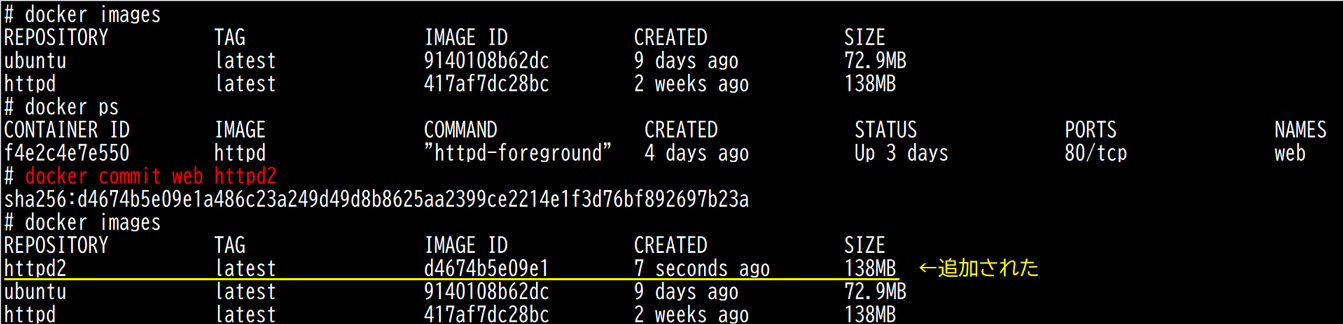 # docker images
REPOSITORY TAG IMAGE ID CREATED SIZE
ubuntu latest 9140108b62dc 9 days ago 72.9MB
httpd latest 417af7dc28bc 2 weeks ago 138MB
# docker ps
CONTAINER ID IMAGE COMMAND CREATED STATUS PORTS NAMES
f4e2c4e7e550 httpd "httpd-foreground" 4 days ago Up 3 days 80/tcp web
# docker commit web httpd2
sha256:d4674b5e09e1a486c23a249d49d8b8625aa2399ce2214e1f3d76bf892697b23a
# docker images
REPOSITORY TAG IMAGE ID CREATED SIZE
httpd2 latest d4674b5e09e1 7 seconds ago 138MB ←追加された
ubuntu latest 9140108b62dc 9 days ago 72.9MB
httpd latest 417af7dc28bc 2 weeks ago 138MB